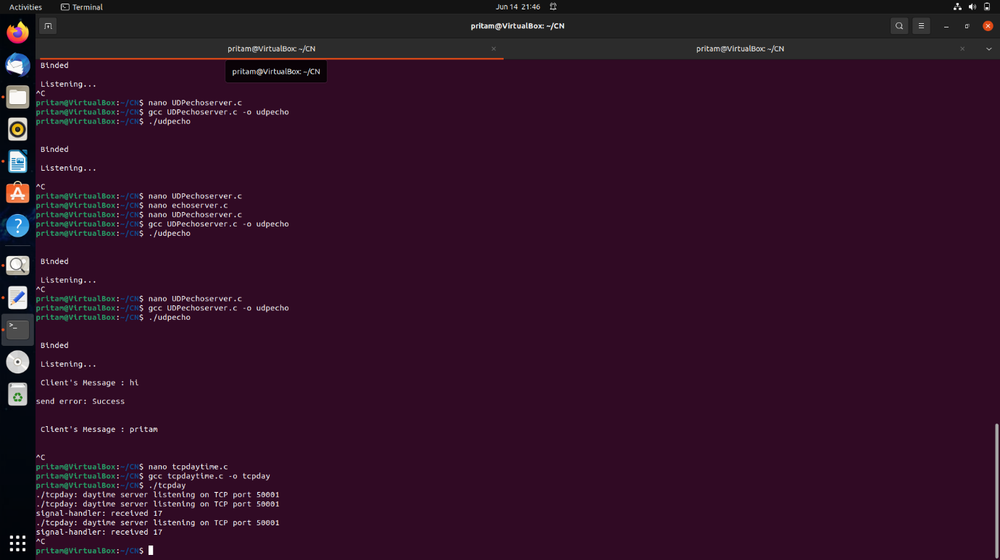 Activities
Terminal
Jun 14 21:46
pritam@VirtualBox: ~/CN
pritam@VirtualBox: ~/CN
pritam@VirtualBox: ~/CN
pritam@VirtualBox: ~/CN
Binded
Listening...
^C
pritam@VirtualBox:~/CN$ nano UDPechoserver.c
pritam@VirtualBox:~/CN$ gcc UDPechoserver.c -o udpecho
pritam@VirtualBox:~/CN$ ./udpecho
Binded
Listening...
^C
pritam@VirtualBox:~/CN$ nano UDPechoserver.c
pritam@VirtualBox:~/CN$ nano echoserver.c
pritam@VirtualBox:~/CN$ nano UDPechoserver.c
pritam@VirtualBox:~/CN$ gcc UDPechoserver.c -o udpecho
pritam@VirtualBox:~/CN$ ./udpecho
Binded
Listening...
^C
pritam@VirtualBox:~/CN$ nano UDPechoserver.c
pritam@VirtualBox:~/CN$ gcc UDPechoserver.c -o udpecho
pritam@VirtualBox:~/CN$ ./udpecho
Binded
Listening...
Client's Message : hi
send error: Success
Client's Message : pritam
^C
pritam@VirtualBox:~/CN$ nano tcpdaytime.c
pritam@VirtualBox:~/CN$ gcc tcpdaytime.c -o tcpday
pritam@VirtualBox:~/CN$ ./tcpday
./tcpday: daytime server listening on TCP port 50001
./tcpday: daytime server listening on TCP port 50001
signal-handler: received 17
./tcpday: daytime server listening on TCP port 50001
signal-handler: received 17
^C
pritam@VirtualBox:~/CN$